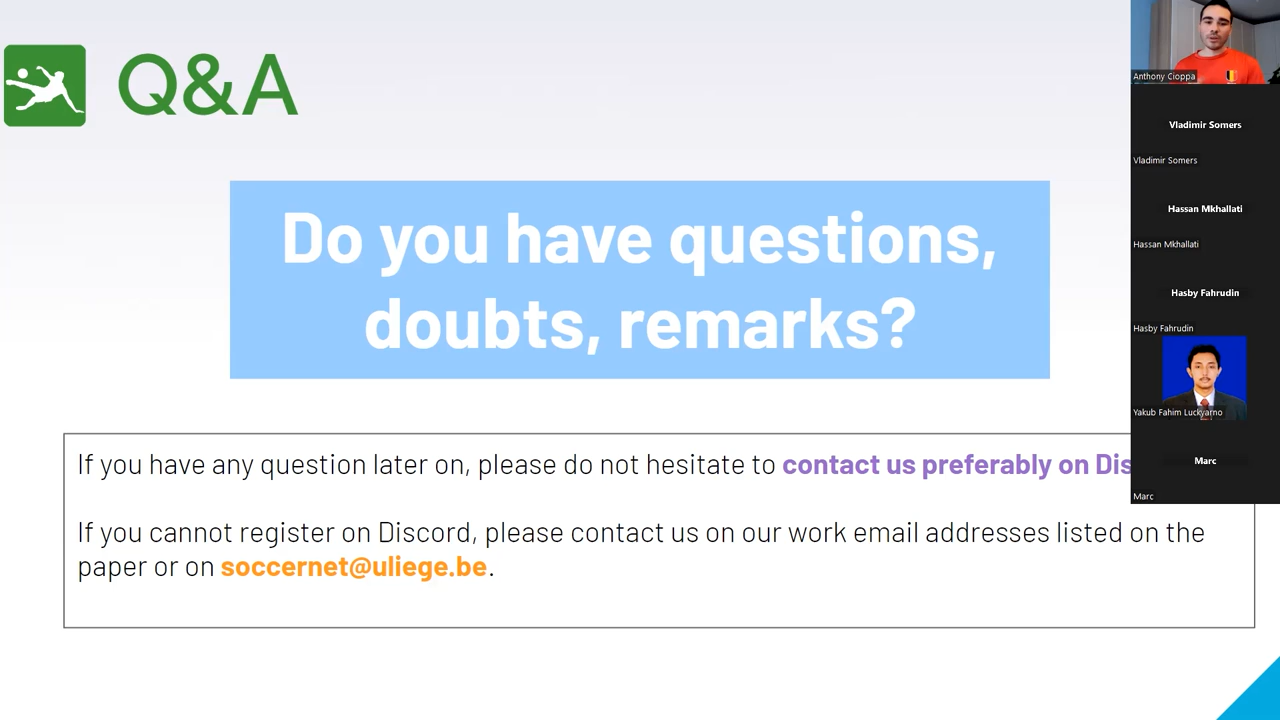 Q&A
Do you have questions,
doubts, remarks?
If you have any question later on, please do not hesitate to contact us preferably on Dis
If you cannot register on Discord, please contact us on our work email addresses listed on the
paper or on soccernet@uliege.be.
Anthony Cioppa
Vladimir Somers
Vladimir Somers
Hassan Mkhallati
Hassan Mkhallati
Hasby Fahrudin
Hasby Fahrudin
Yakub Fahim Luckyarno
Marc
Marc